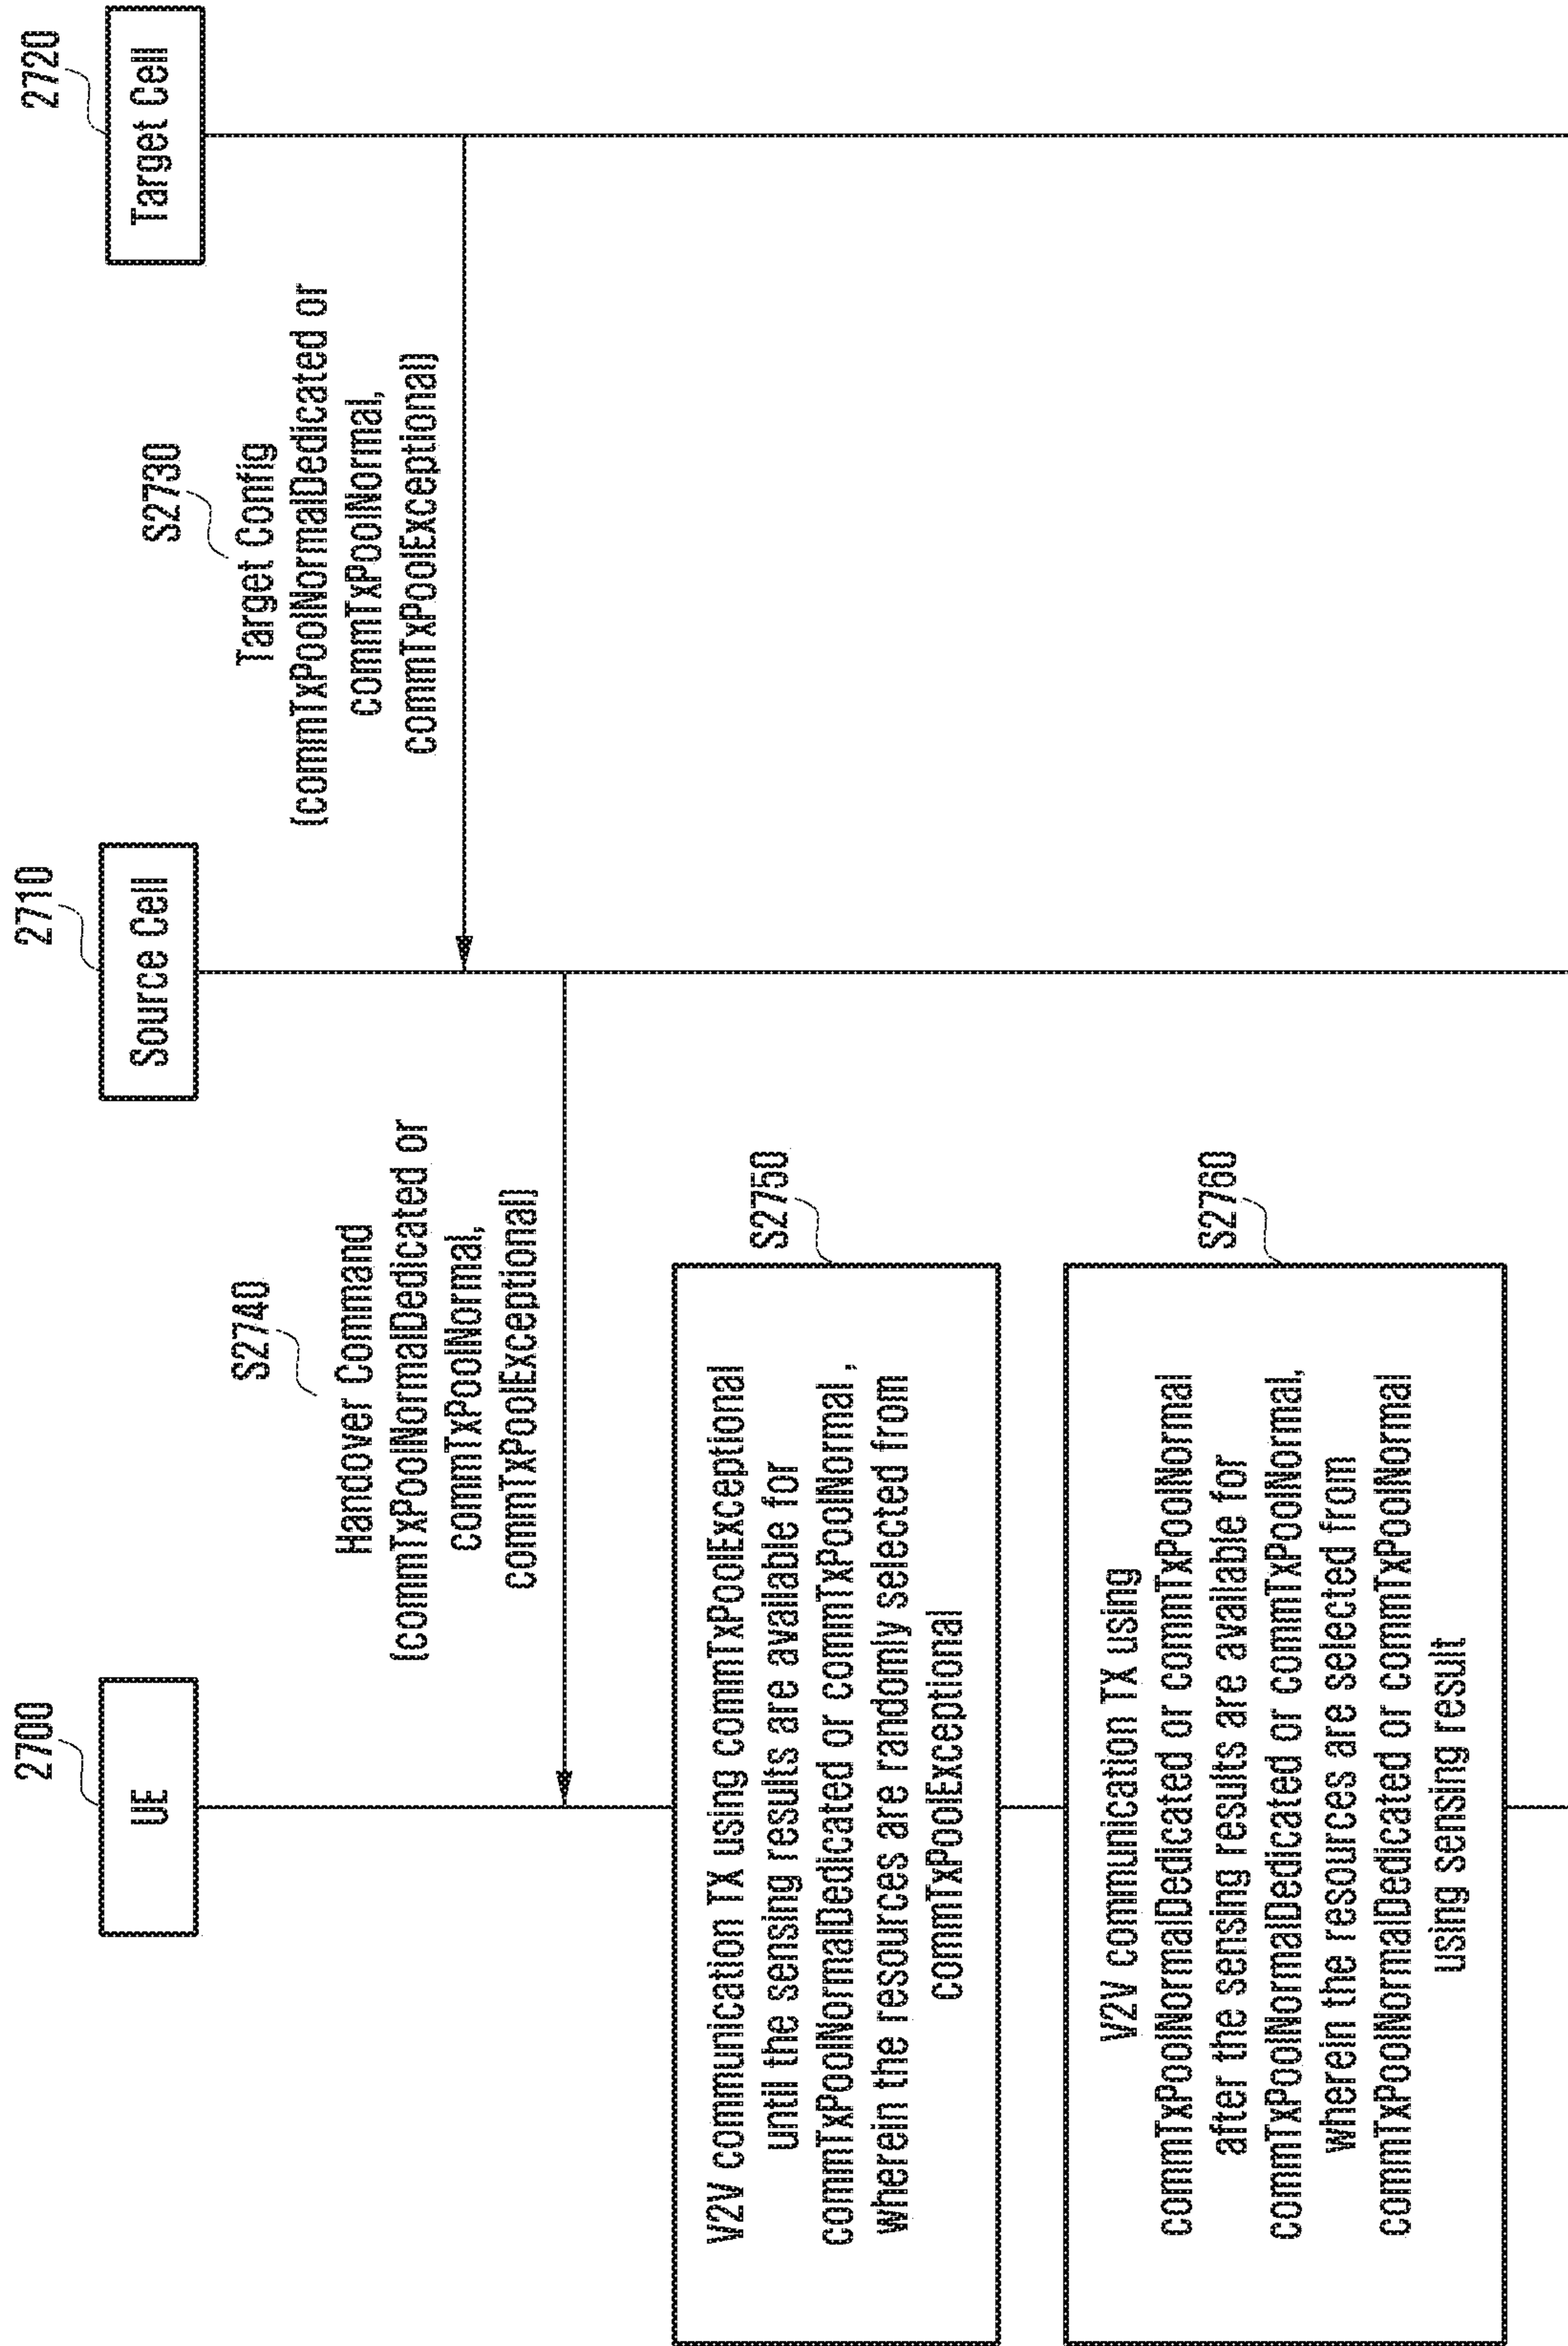 2700
2710
2720
UE
Source Cell
Target Cell
S2730
Target Config
(commTxPoolNormalDedicated or
commTxPoolNormal,
commTxPoolExceptional)
S2740
Handover Command
(commTxPoolNormalDedicated or
commTxPoolNormal,
commTxPoolExceptional)
S2750
V2V communication TX using commTxPoolExceptional
until the sensing results are available for
commTxPoolNormalDedicated or commTxPoolNormal ,
wherein the resources are randomly selected from
commTxPoolExceptional
S2760
V2V communication TX using
commTxPoolNormalDedicated or commTxPoolNormal
after the sensing results are available for
commTxPoolNormalDedicated or commTxPoolNormal,
wherein the resources are selected from
commTxPoolNormalDedicated or commTxPoolNormal
using sensing result